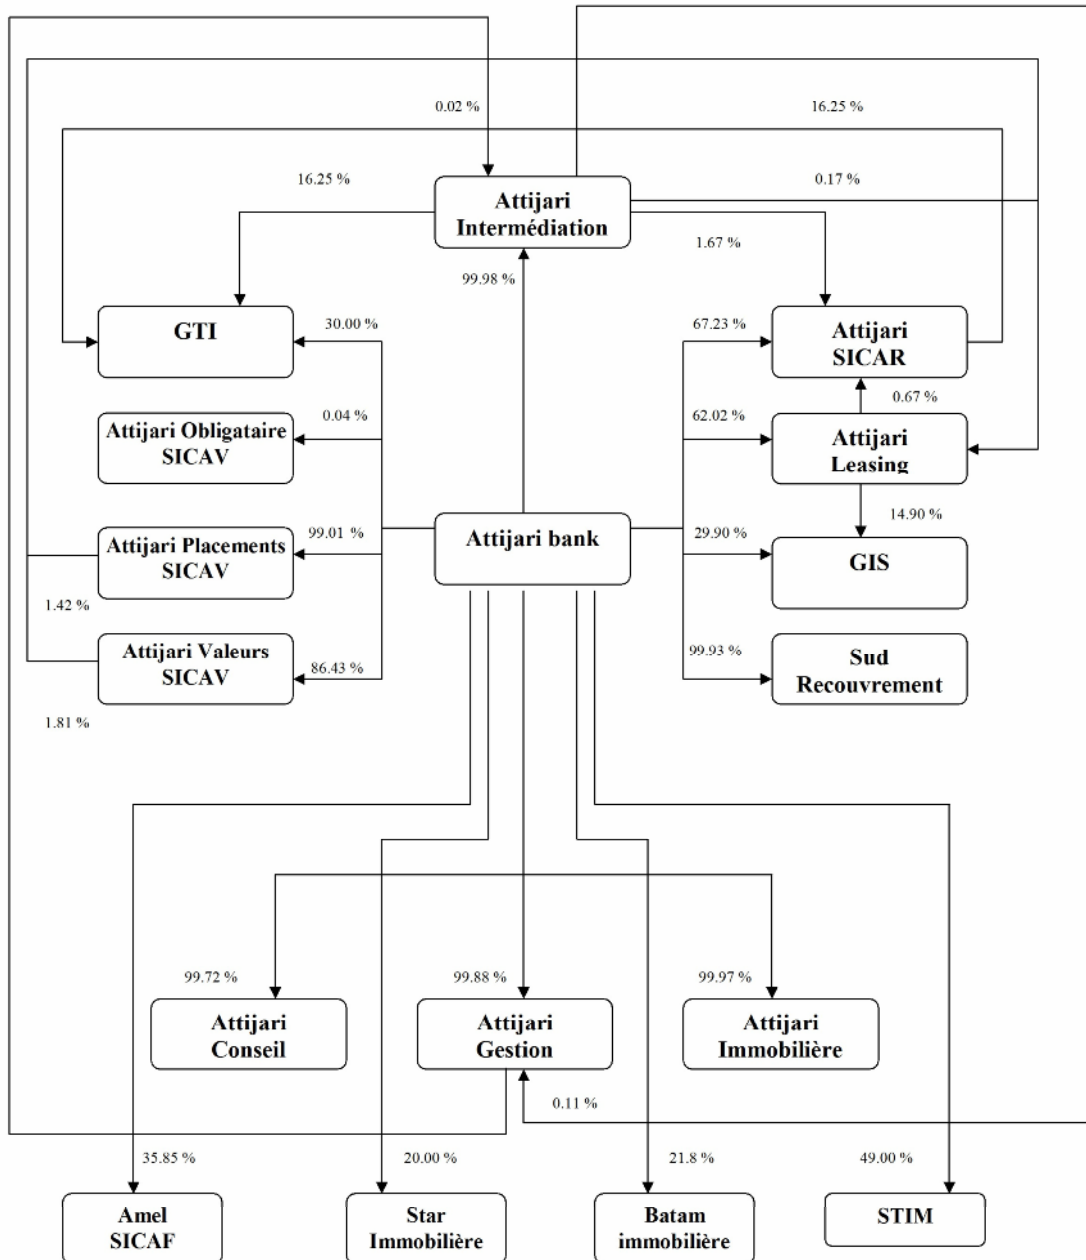 0.02 %
16.25 %
16.25 %
Attijari
Intermédiation
0.17 %
1.67 %
99.98 %
GTI
30.00 %
67.23 %
Attijari
SICAR
0.04 %
62.02 %
0.67 %
Attijari Obligataire
SICAV
Attijari
Leasing
14.90 %
99.01 %
Attijari bank
29.90 %
Attijari Placements
SICAV
GIS
1.42 %
Attijari Valeurs
SICAV
86.43 %
99.93 %
Sud
Recouvrement
1.81 %
99.72 %
99.88 %
99.97 %
Attijari
Conseil
Attijari
Gestion
Attijari
Immobilière
0.11 %
35.85 %
20.00 %
21.8 %
49.00 %
Amel
SICAF
Star
Immobilière
Batam
immobilière
STIM